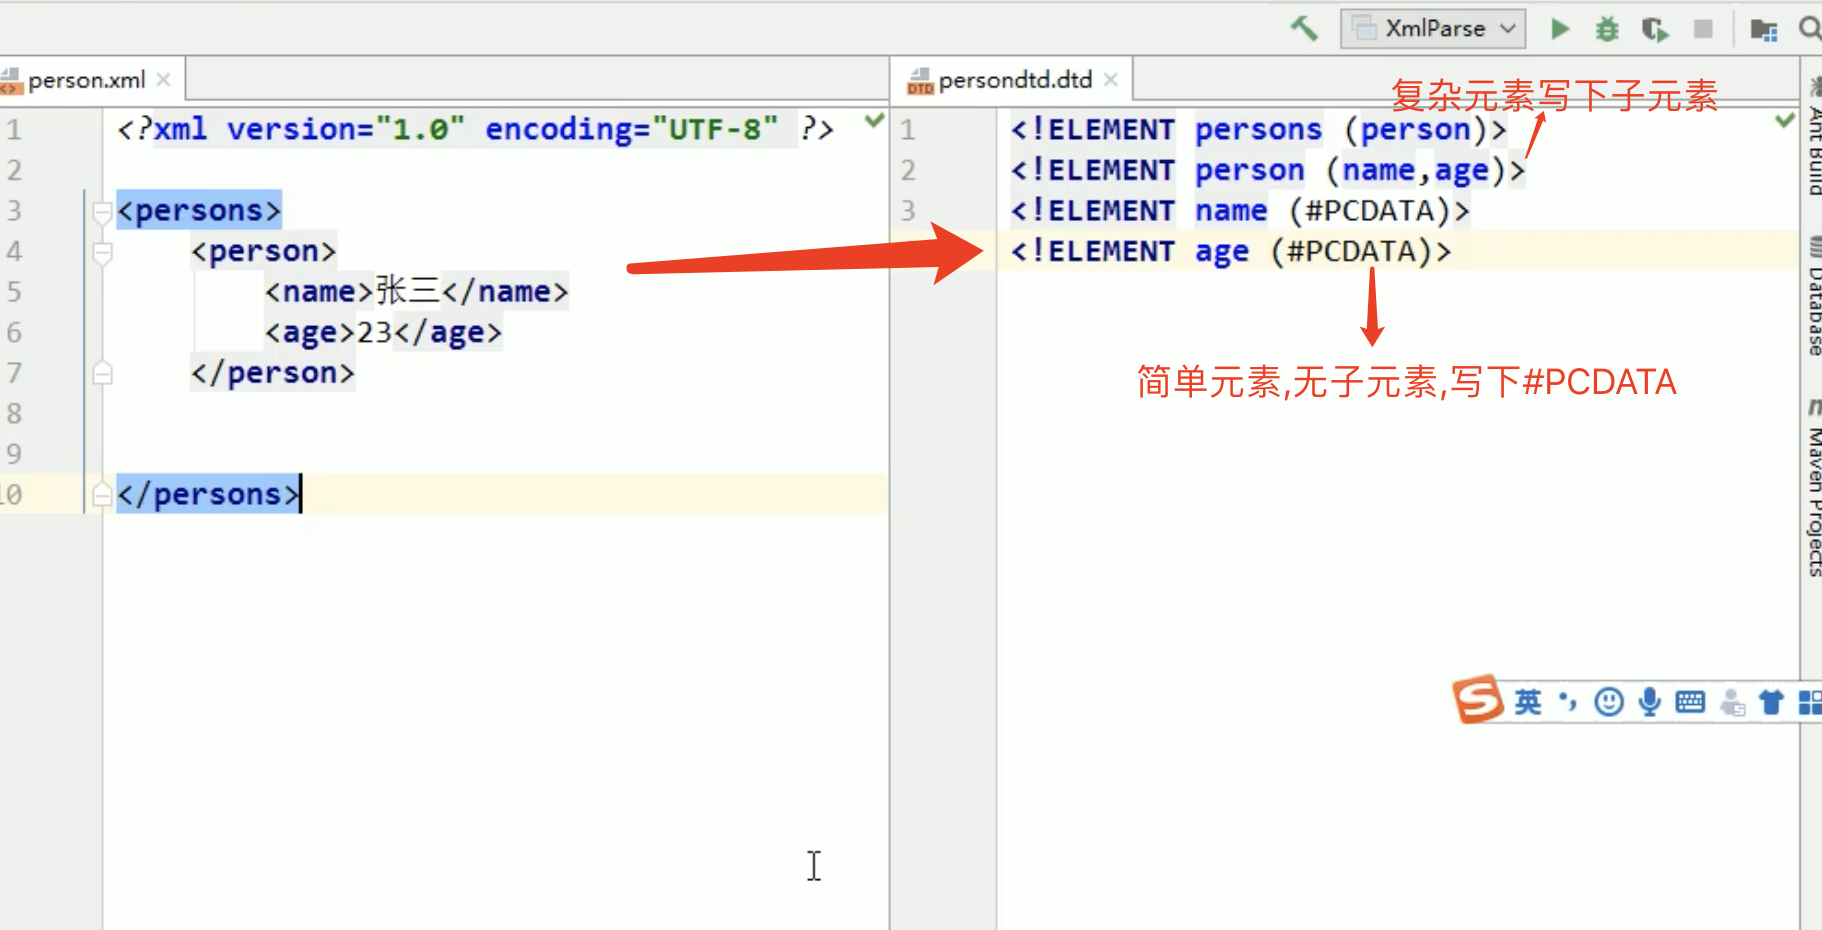 XmlParse
person.xml
persondtd.dtd
复杂元素写下子元素
1 <?xml version="1.0" encoding="UTF-8" ?>
2
3 <persons>
4 <person>
5 <name>张三</name>
6 <age>23</age>
7 </person>
8
9
10 </persons>
1 <!ELEMENT persons (person)>
2 <!ELEMENT person (name,age)>
3 <!ELEMENT name (#PCDATA)>
<!ELEMENT age (#PCDATA)>
简单元素,无子元素,写下#PCDATA
Ant Build
Database
Maven Projects
英